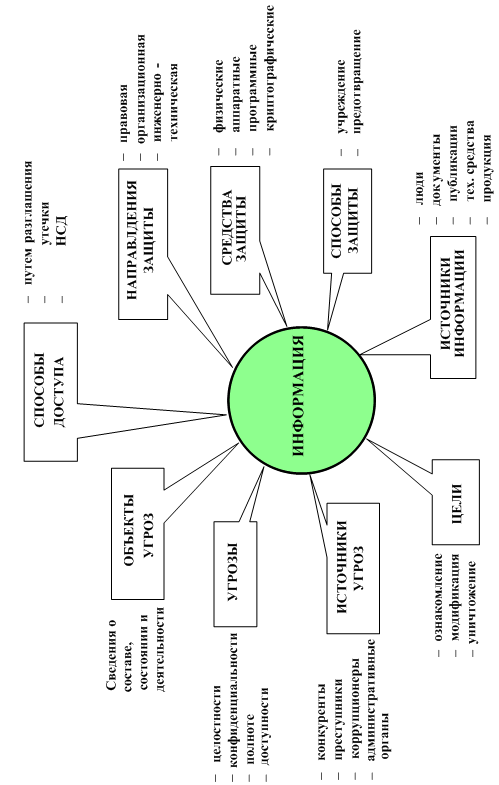 СПОСОБЫ
ДОСТУПА
– путем разглашения
– утечки
– НСД
Сведения о
составе,
состоянии и
деятельности
ОБЪЕКТЫ
УГРОЗ
НАПРАВЛДЕНИЯ
ЗАЩИТЫ
– правовая
– организационная
– инженерно -
техническая
– целостности
– конфиденциальности
– полноте
– доступности
УГРОЗЫ
СРЕДСТВА
ЗАЩИТЫ
– физические
– аппаратные
– программные
– криптографические
ИНФОРМАЦИЯ
– конкуренты
– преступники
– коррупционеры
– административные
органы
ИСТОЧНИКИ
УГРОЗ
СПОСОБЫ
ЗАЩИТЫ
– учреждение
– предотвращение
– ознакомление
– модификация
– уничтожение
ЦЕЛИ
ИСТОЧНИКИ
ИНФОРМАЦИИ
– люди
– документы
– публикации
– тех. средства
– продукция